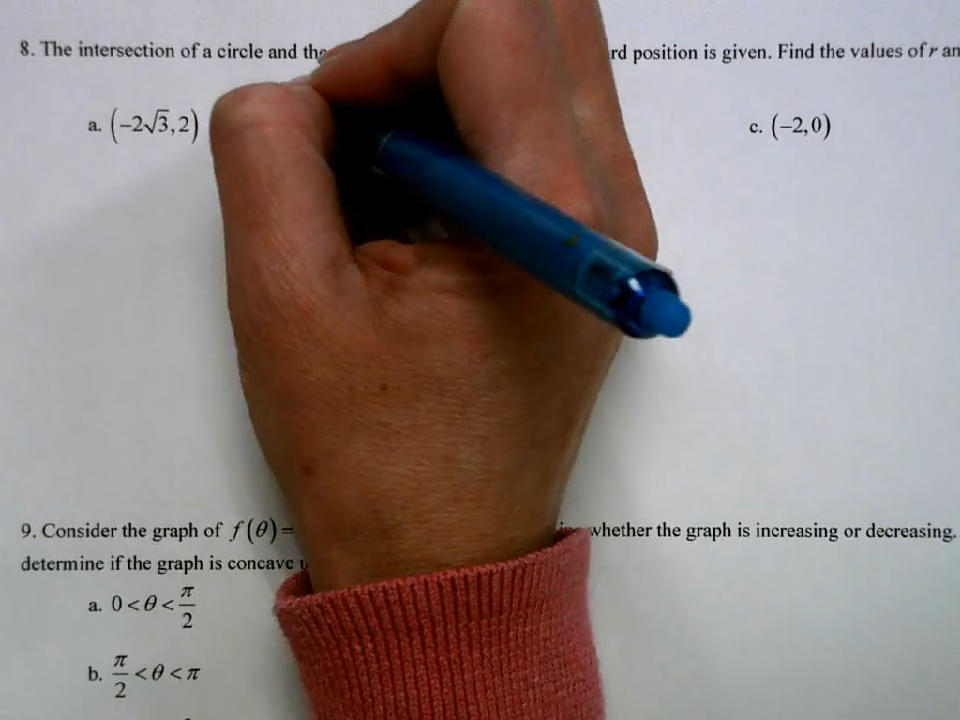 8. The intersection of a circle and the rd position is given. Find the values of r an
a. (−2√3, 2) c. (−2, 0)
9. Consider the graph of f(θ) = whether the graph is increasing or decreasing.
determine if the graph is concave
a. 0 < θ < π/2
b. π/2 < θ < π